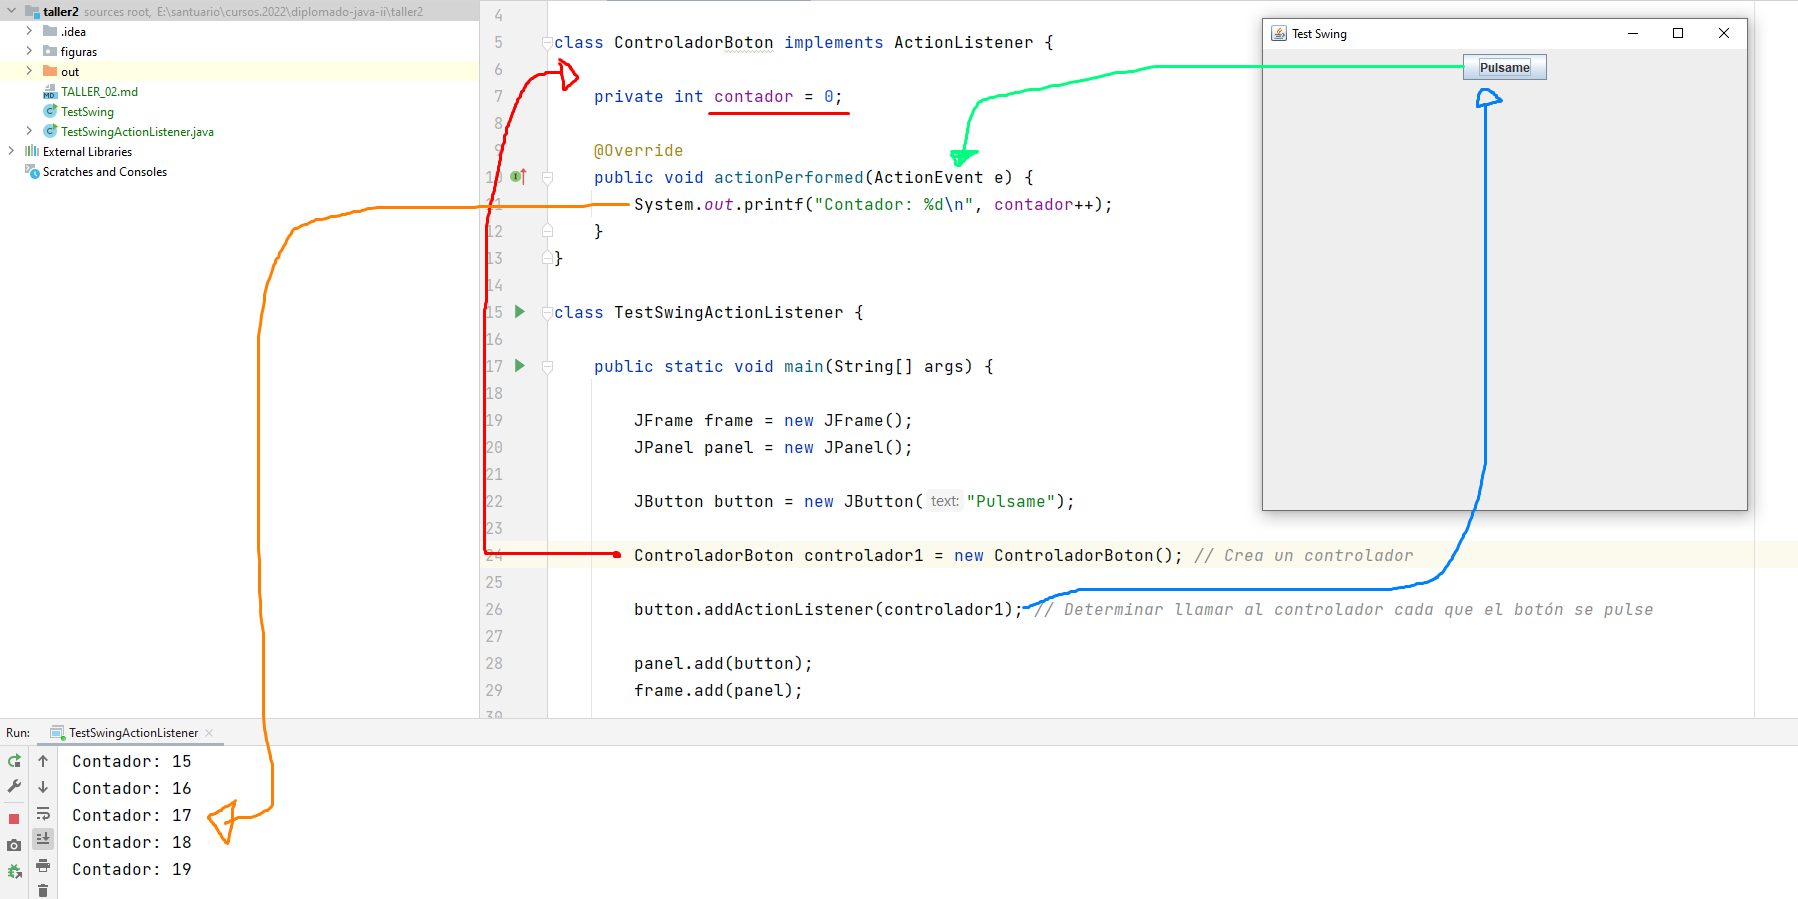 taller2 sources root, E:\santuario\cursos.2022\diplomado-java-ii\taller2
.idea
figuras
out
TALLER_02.md
TestSwing
TestSwingActionListener.java
External Libraries
Scratches and Consoles
4
5 class ControladorBoton implements ActionListener {
6
7 private int contador = 0;
8
9 @Override
10 public void actionPerformed(ActionEvent e) {
11 System.out.printf("Contador: %d\n", contador++);
12 }
13 }
14
15 class TestSwingActionListener {
16
17 public static void main(String[] args) {
18
19 JFrame frame = new JFrame();
20 JPanel panel = new JPanel();
21
22 JButton button = new JButton( text: "Pulsame");
23
24 ControladorBoton controlador1 = new ControladorBoton(); // Crea un controlador
25
26 button.addActionListener(controlador1); // Determinar llamar al controlador cada que el botón se pulse
27
28 panel.add(button);
29 frame.add(panel);
30
Test Swing
Pulsame
Run: TestSwingActionListener
Contador: 15
Contador: 16
Contador: 17
Contador: 18
Contador: 19